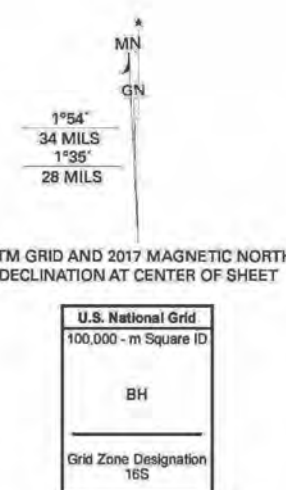 ★
MN
GN
1°54´
34 MILS
1°35´
28 MILS
TM GRID AND 2017 MAGNETIC NORTH
DECLINATION AT CENTER OF SHEET
U.S. National Grid
100,000 - m Square ID
BH
Grid Zone Designation
16S